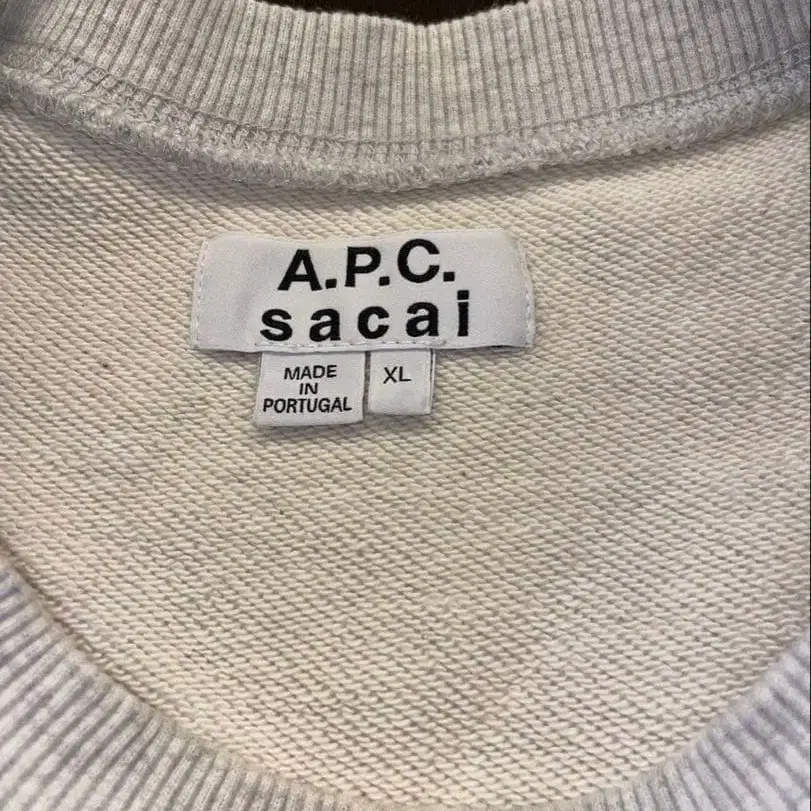 A.P.C.
sacai
MADE
IN
PORTUGAL
XL